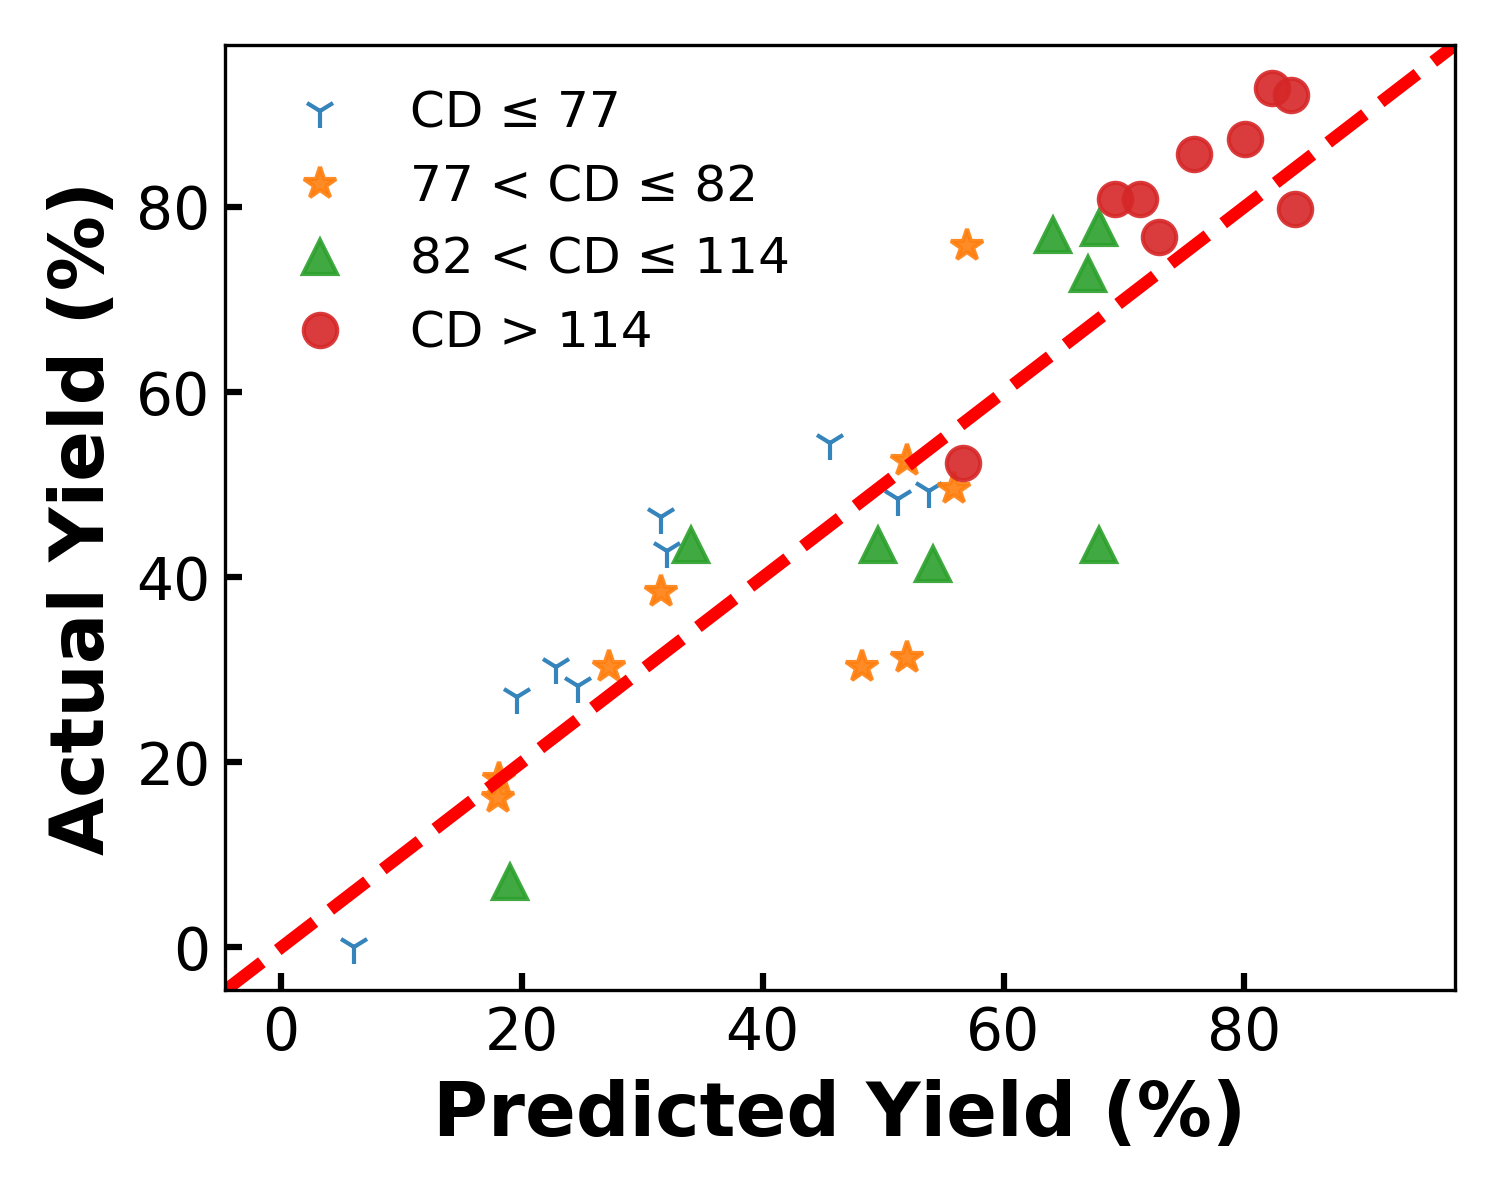 CD ≤ 77
77 < CD ≤ 82
82 < CD ≤ 114
CD > 114
Actual Yield (%)
80
60
40
20
0
0 20 40 60 80
Predicted Yield (%)